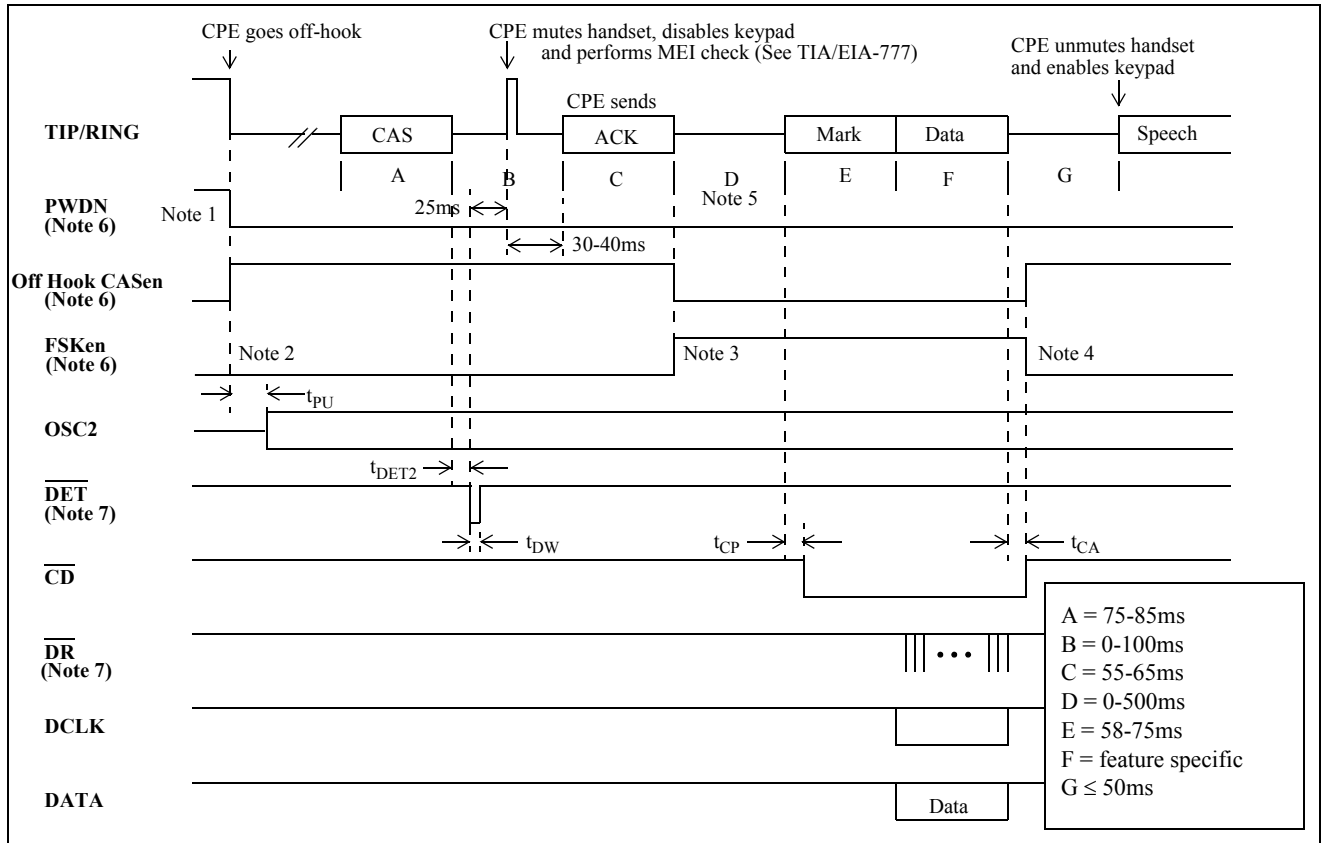 CPE goes off-hook
CPE mutes handset, disables keypad
and performs MEI check (See TIA/EIA-777)
CPE unmutes handset
and enables keypad
CPE sends
TIP/RING
CAS
ACK
Mark
Data
Speech
A
B
C
D
E
F
G
Note 5
PWDN
(Note 6)
Note 1
25ms
30-40ms
Off Hook CASen
(Note 6)
FSKen
(Note 6)
Note 2
Note 3
Note 4
tPU
OSC2
tDET2
DET
(Note 7)
tDW
tCP
tCA
CD
DR
(Note 7)
• • •
DCLK
DATA
Data
A = 75-85ms
B = 0-100ms
C = 55-65ms
D = 0-500ms
E = 58-75ms
F = feature specific
G ≤ 50ms